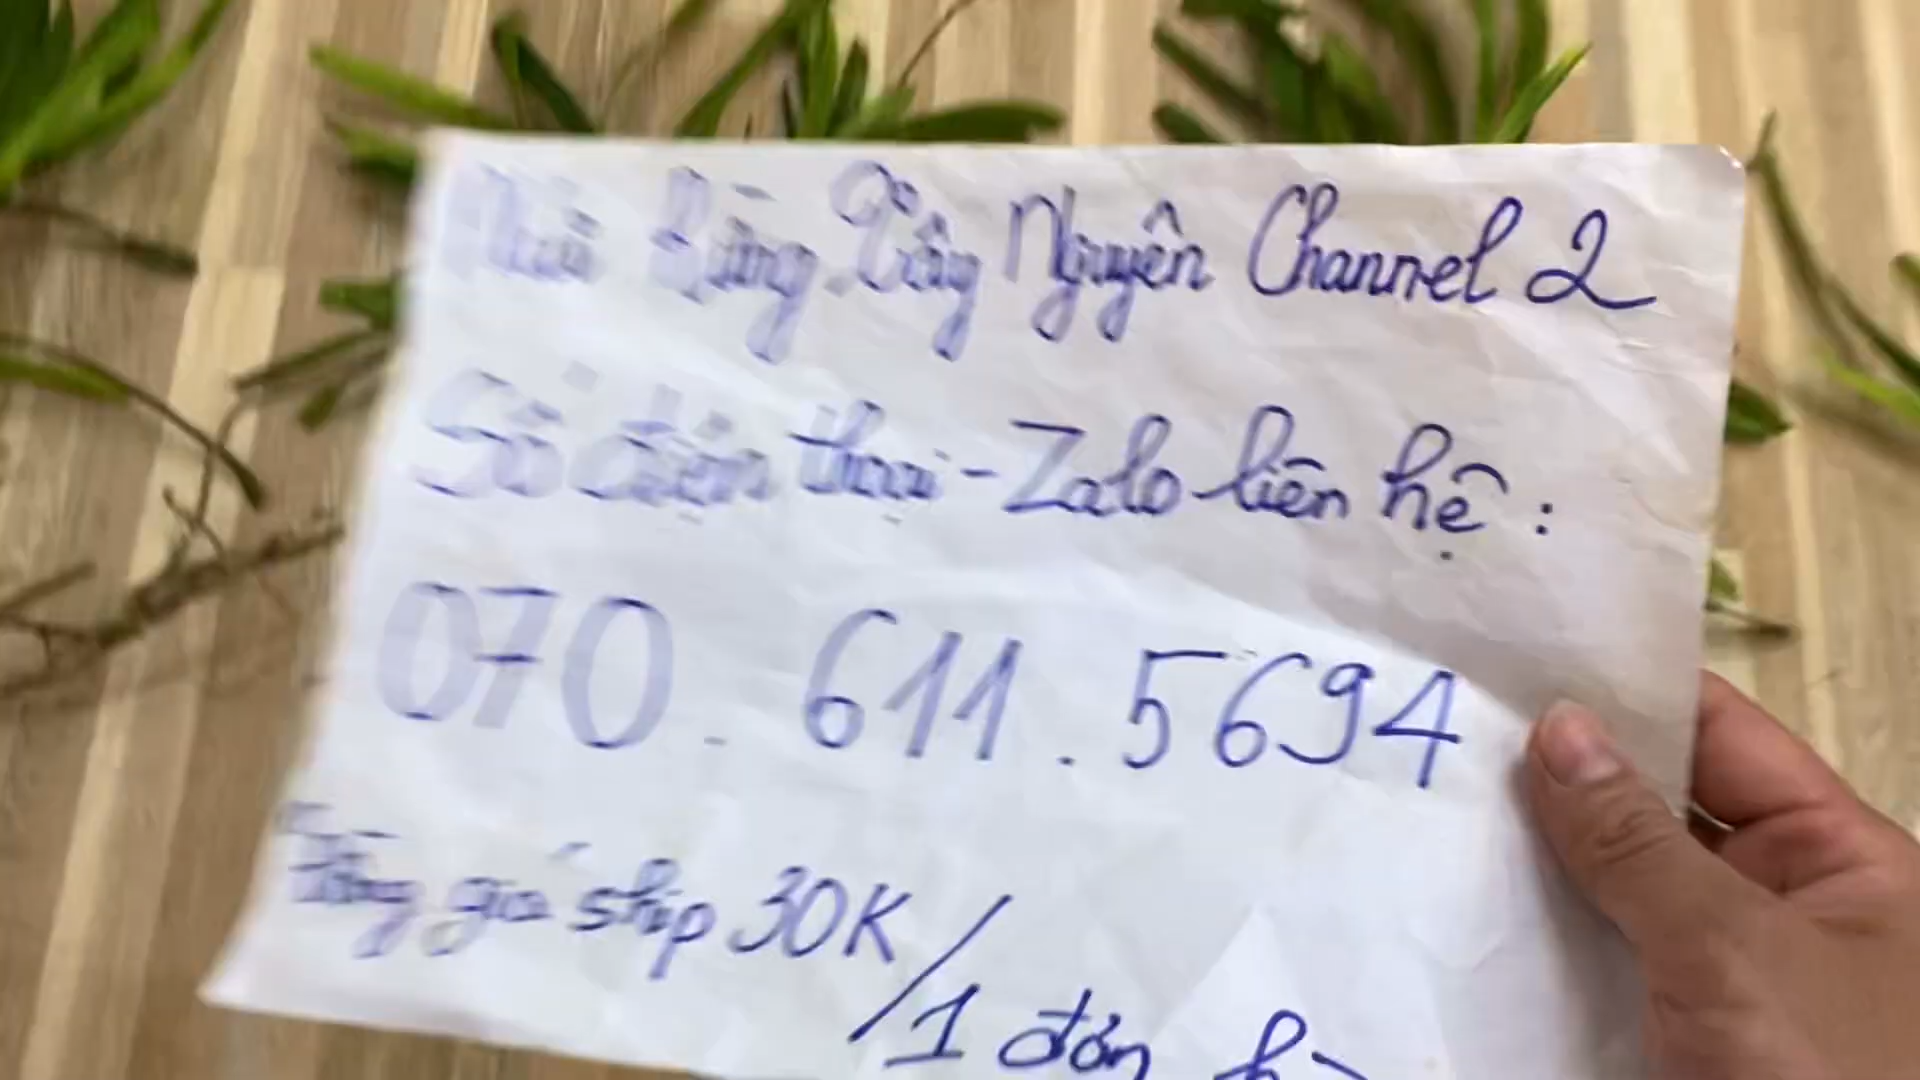 Núi Rừng Tây Nguyên Channel 2
Số điện thoại - Zalo liên hệ :
070 . 611 . 5694
Đồng giá ship 30K / 1 đơn